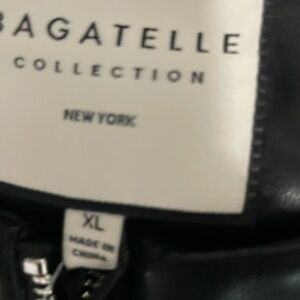 BAGATELLE
COLLECTION
NEW YORK
XL
MADE IN
CHINA